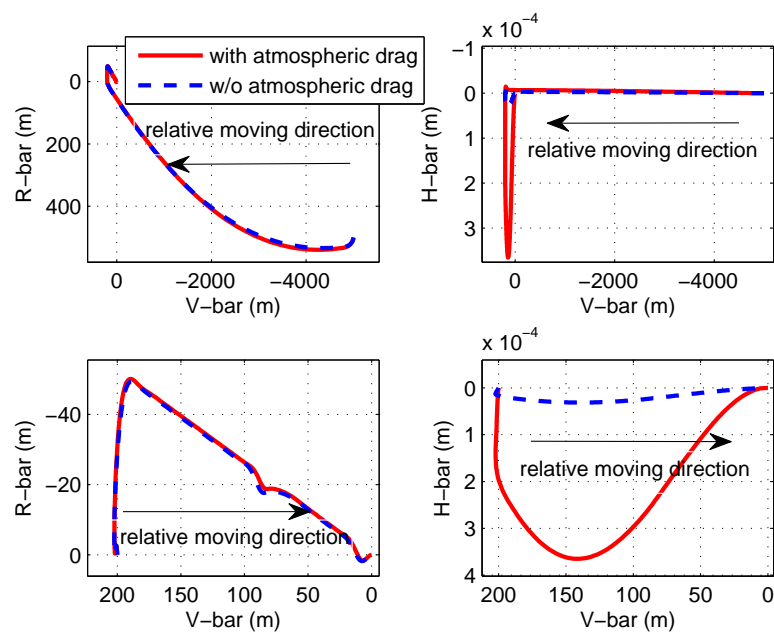 with atmospheric drag
w/o atmospheric drag
relative moving direction
R−bar (m)
0
200
400
0
−2000
−4000
V−bar (m)
x 10⁻⁴
−1
0
1
2
3
H−bar (m)
relative moving direction
0
−2000
−4000
V−bar (m)
−40
−20
0
R−bar (m)
relative moving direction
200
150
100
50
0
V−bar (m)
x 10⁻⁴
0
1
2
3
4
H−bar (m)
relative moving direction
200
150
100
50
0
V−bar (m)